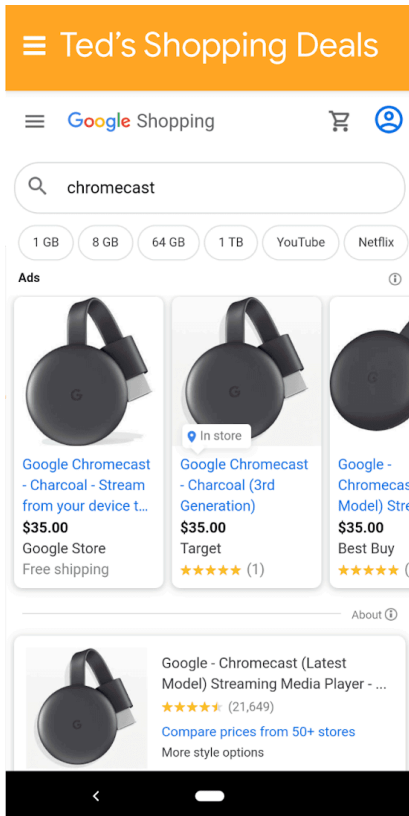 Ted's Shopping Deals
Google Shopping
chromecast
1 GB
8 GB
64 GB
1 TB
YouTube
Netflix
Ads
In store
Google Chromecast
- Charcoal - Stream
from your device t...
$35.00
Google Store
Free shipping
Google Chromecast
- Charcoal (3rd
Generation)
$35.00
Target
(1)
Google -
Chromecas
Model) Stre
$35.00
Best Buy
(
About
Google - Chromecast (Latest
Model) Streaming Media Player - ...
(21,649)
Compare prices from 50+ stores
More style options